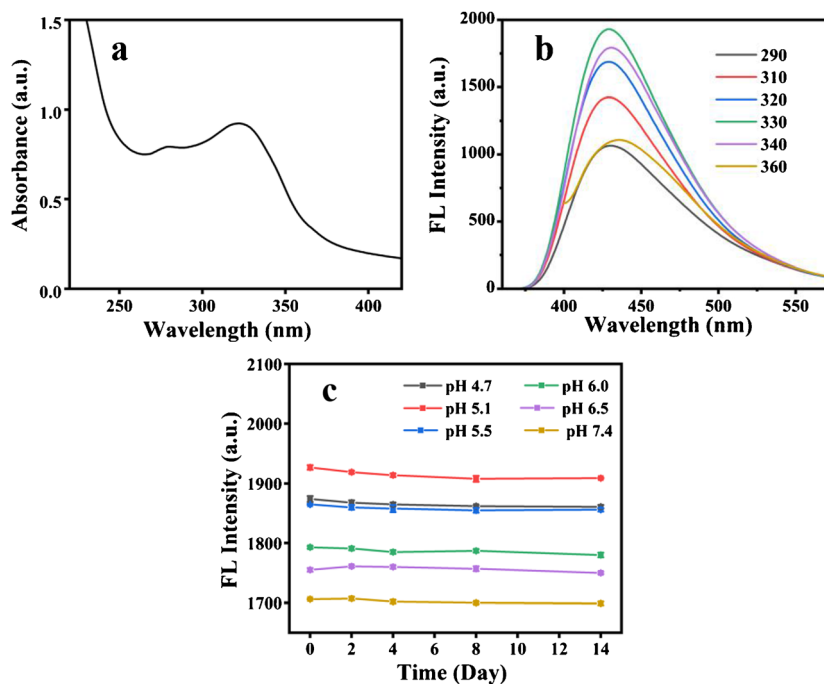 a
Absorbance (a.u.)
1.5
1.0
0.5
0.0
250 300 350 400
Wavelength (nm)
b
FL Intensity (a.u.)
2000
1500
1000
500
0
290
310
320
330
340
360
400 450 500 550
Wavelength (nm)
c
FL Intensity (a.u.)
2100
2000
1900
1800
1700
pH 4.7 pH 6.0
pH 5.1 pH 6.5
pH 5.5 pH 7.4
0 2 4 6 8 10 12 14
Time (Day)